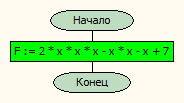 Начало
F := 2 * x * x * x - x * x - x + 7
Конец